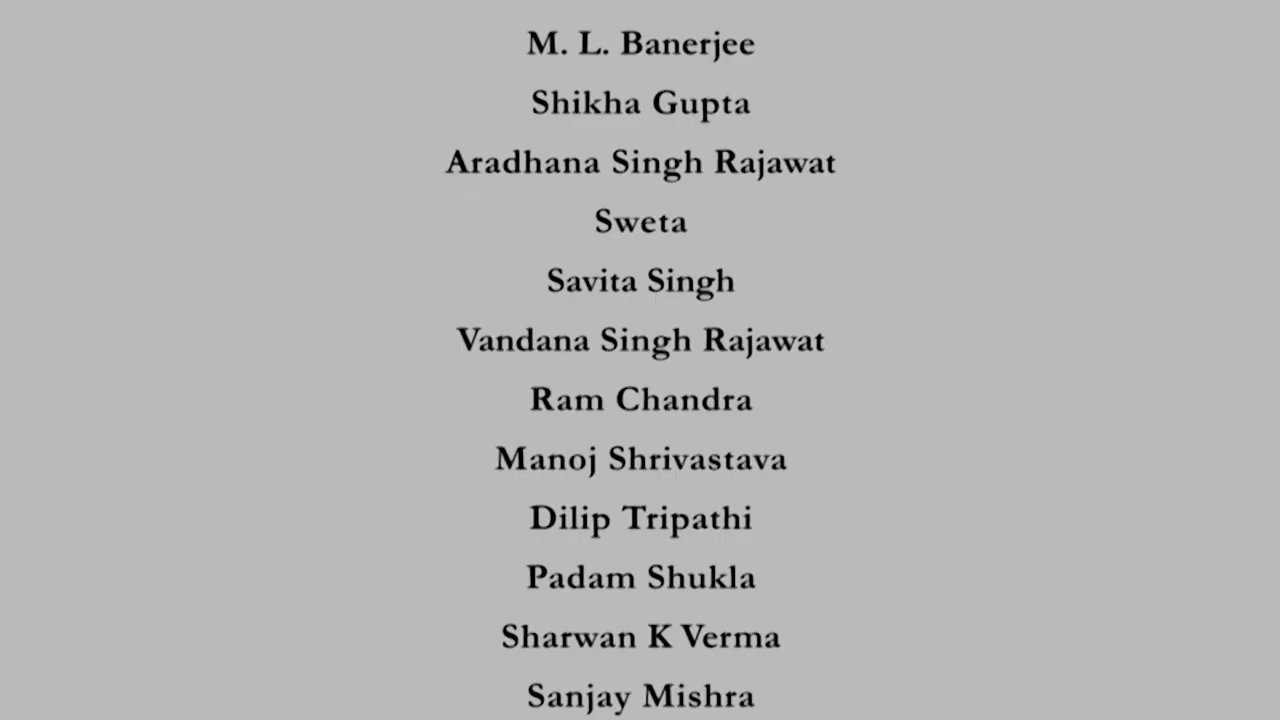 M. L. Banerjee
Shikha Gupta
Aradhana Singh Rajawat
Sweta
Savita Singh
Vandana Singh Rajawat
Ram Chandra
Manoj Shrivastava
Dilip Tripathi
Padam Shukla
Sharwan K Verma
Sanjay Mishra